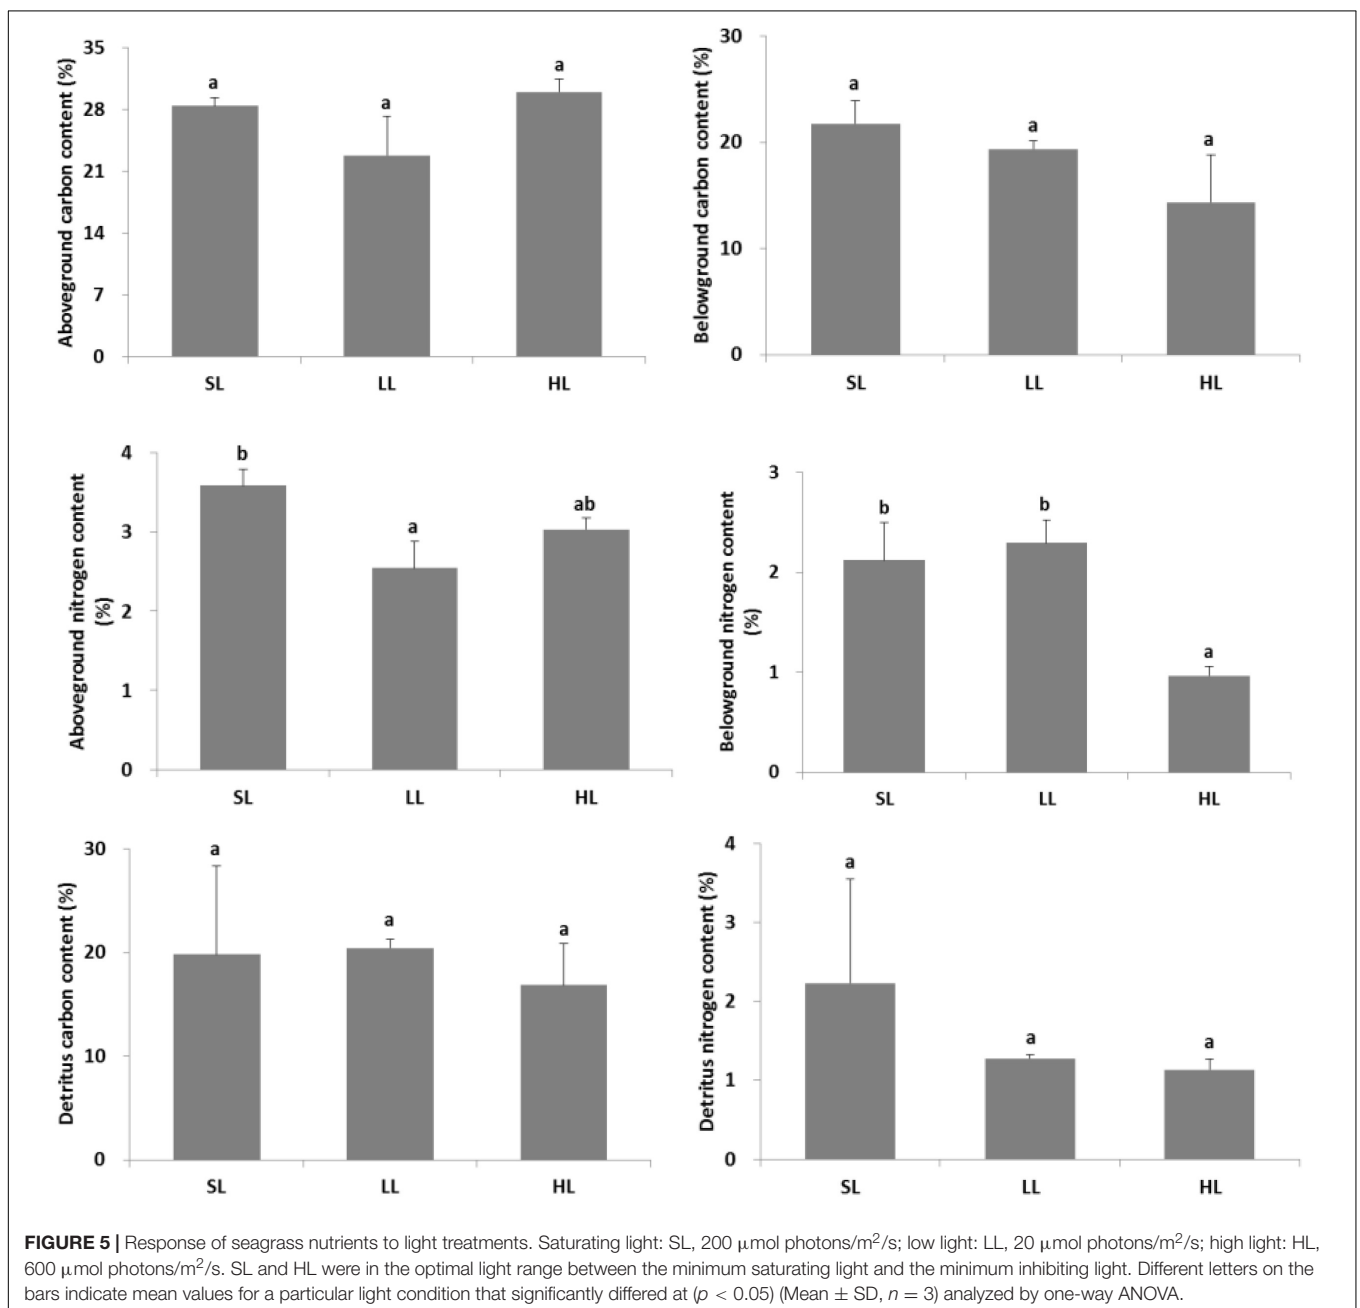 Aboveground carbon content (%)
35
28
21
14
7
0
a
a
a
SL
LL
HL
Belowground carbon content (%)
30
20
10
0
a
a
a
SL
LL
HL
Aboveground nitrogen content
(%)
4
3
2
1
0
b
a
ab
SL
LL
HL
Belowground nitrogen content
(%)
3
2
1
0
b
b
a
SL
LL
HL
Detritus carbon content (%)
30
20
10
0
a
a
a
SL
LL
HL
Detritus nitrogen content (%)
4
3
2
1
0
a
a
a
SL
LL
HL
FIGURE 5 | Response of seagrass nutrients to light treatments. Saturating light: SL, 200 μmol photons/m²/s; low light: LL, 20 μmol photons/m²/s; high light: HL,
600 μmol photons/m²/s. SL and HL were in the optimal light range between the minimum saturating light and the minimum inhibiting light. Different letters on the
bars indicate mean values for a particular light condition that significantly differed at (p < 0.05) (Mean ± SD, n = 3) analyzed by one-way ANOVA.